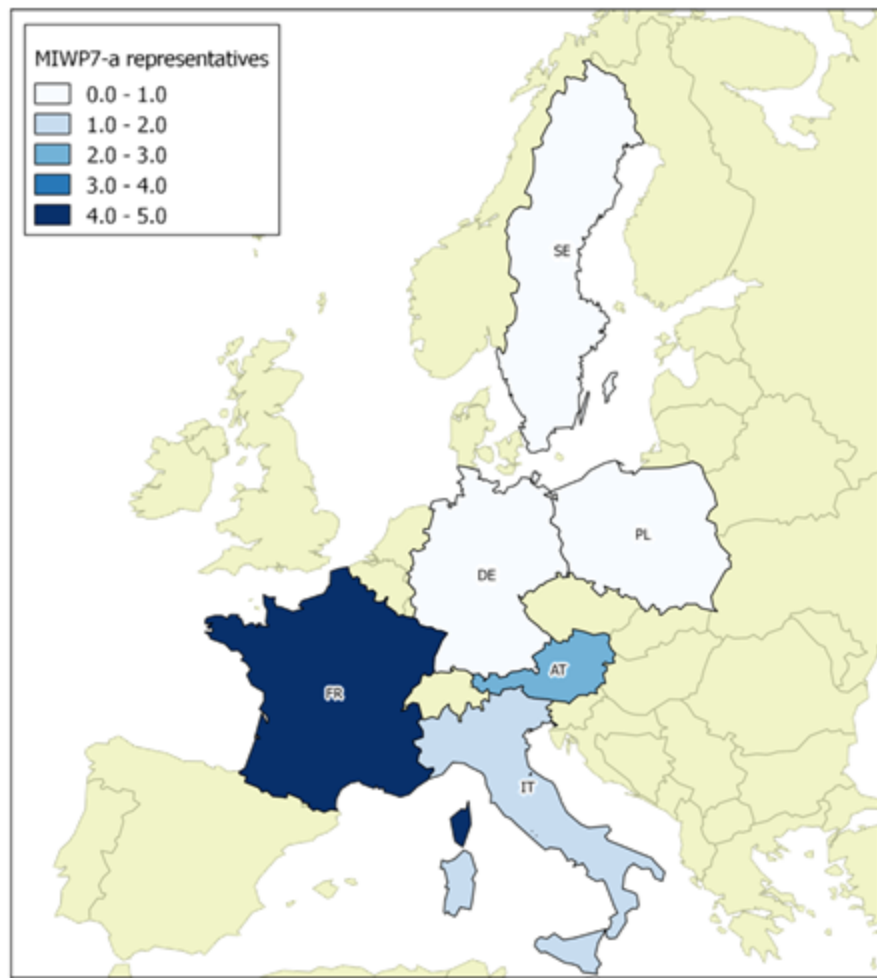 MIWP7-a representatives
0.0 - 1.0
1.0 - 2.0
2.0 - 3.0
3.0 - 4.0
4.0 - 5.0
SE
PL
DE
AT
FR
IT